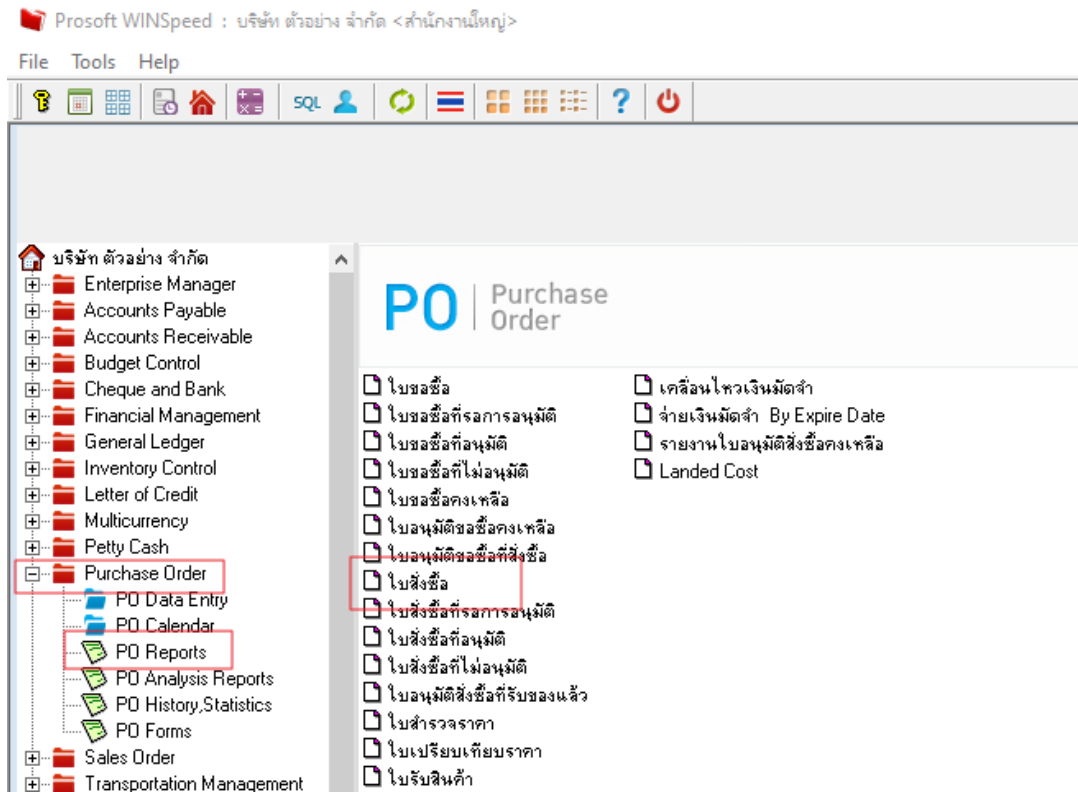 Prosoft WINSpeed : บริษัท ตัวอย่าง จำกัด <สำนักงานใหญ่>
File Tools Help
SQL
บริษัท ตัวอย่าง จำกัด
Enterprise Manager
Accounts Payable
Accounts Receivable
Budget Control
Cheque and Bank
Financial Management
General Ledger
Inventory Control
Letter of Credit
Multicurrency
Petty Cash
Purchase Order
PO Data Entry
PO Calendar
PO Reports
PO Analysis Reports
PO History,Statistics
PO Forms
Sales Order
Transportation Management
PO Purchase
Order
ใบขอซื้อ
ใบขอซื้อที่รอการอนุมัติ
ใบขอซื้อที่อนุมัติ
ใบขอซื้อที่ไม่อนุมัติ
ใบขอซื้อคงเหลือ
ใบอนุมัติขอซื้อคงเหลือ
ใบอนุมัติขอซื้อที่สั่งซื้อ
ใบสั่งซื้อ
ใบสั่งซื้อที่รอการอนุมัติ
ใบสั่งซื้อที่อนุมัติ
ใบสั่งซื้อที่ไม่อนุมัติ
ใบอนุมัติสั่งซื้อที่รับของแล้ว
ใบสำรวจราคา
ใบเปรียบเทียบราคา
ใบรับสินค้า
เคลื่อนไหวเงินมัดจำ
จ่ายเงินมัดจำ By Expire Date
รายงานใบอนุมัติสั่งซื้อคงเหลือ
Landed Cost